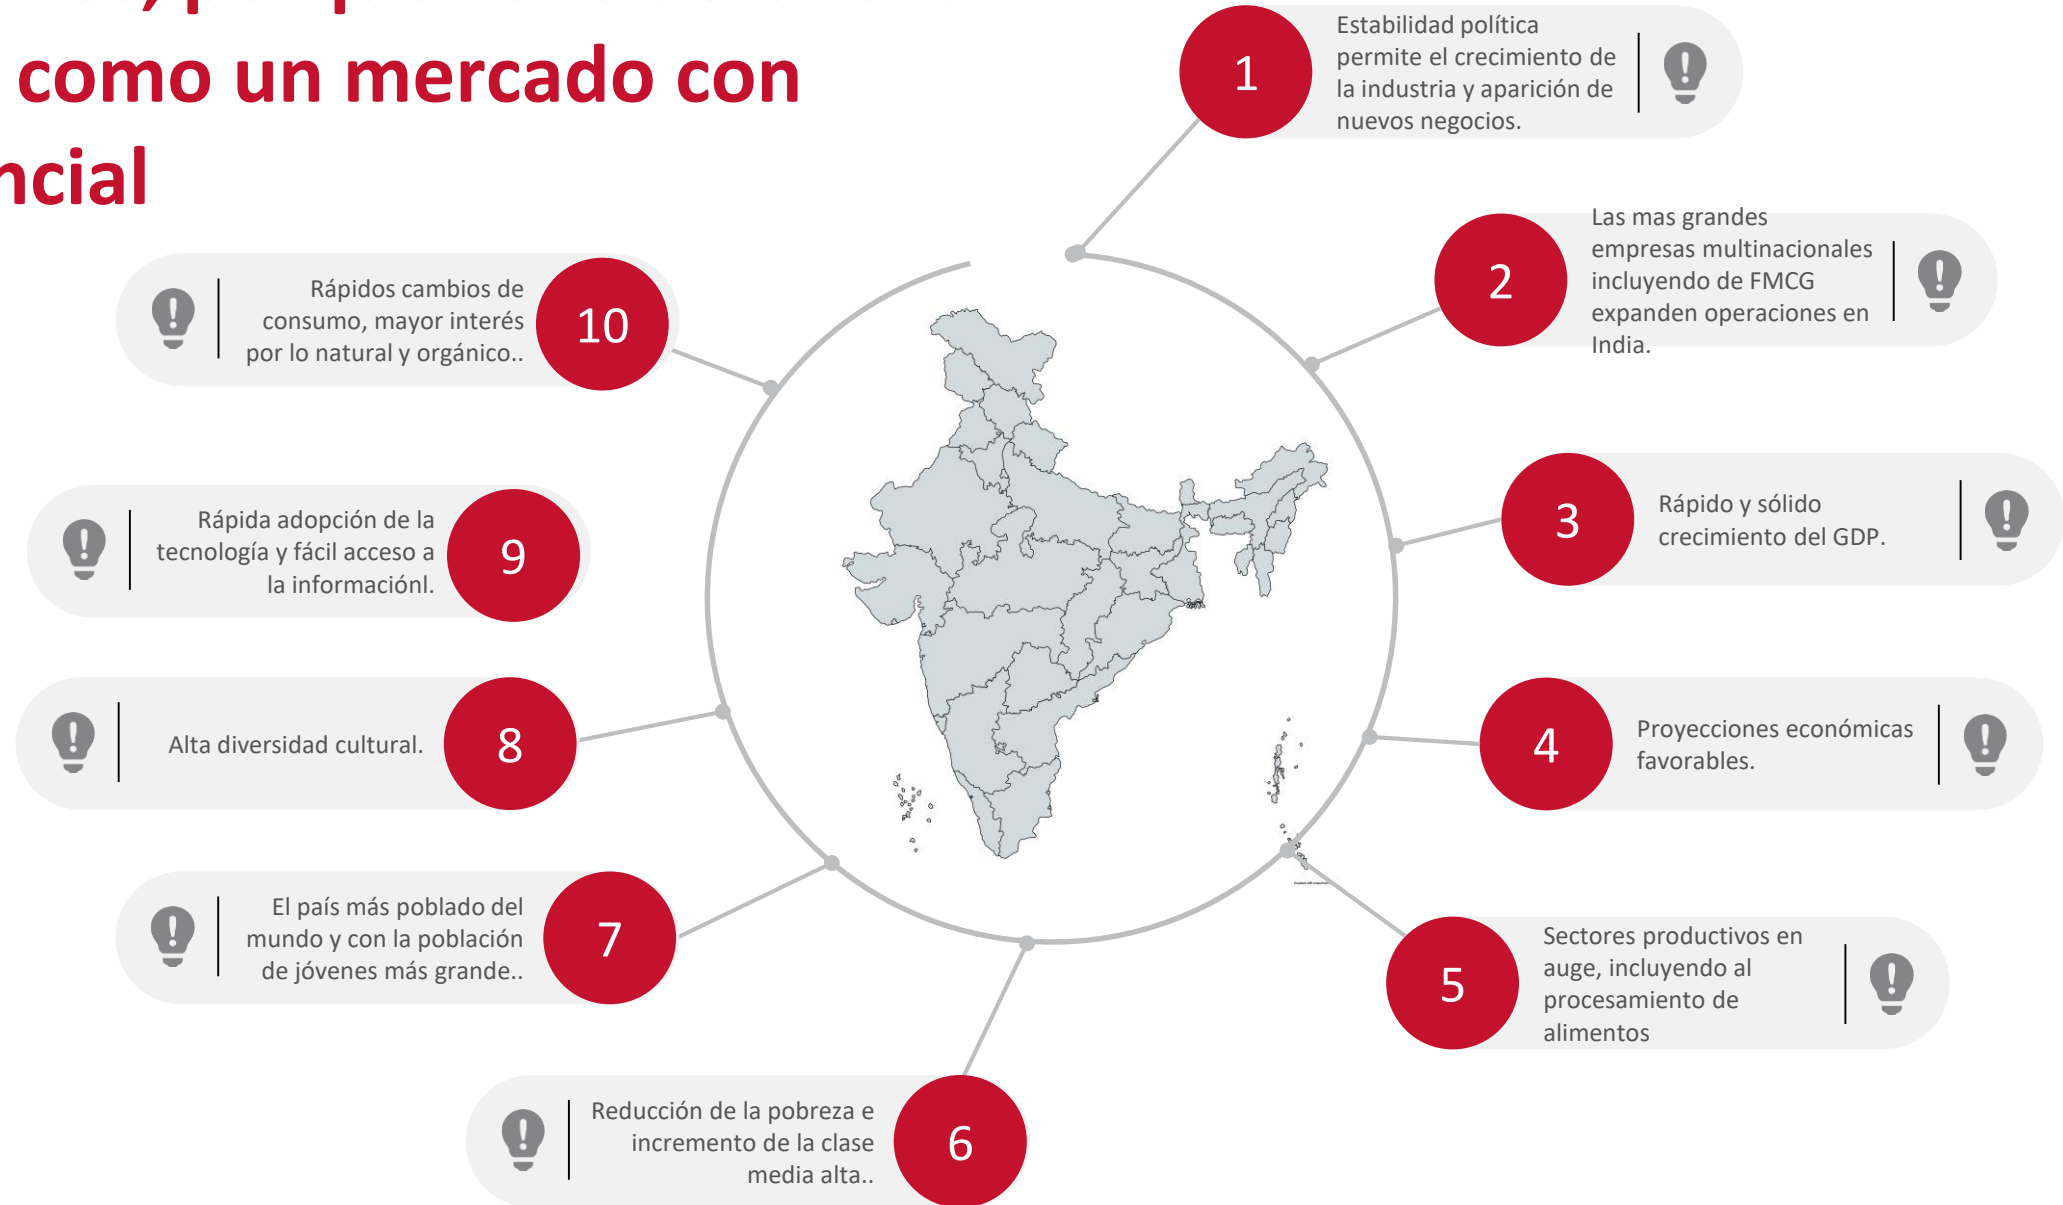 como un mercado con
1
Estabilidad política
permite el crecimiento de
la industria y aparición de
nuevos negocios.
2
Las mas grandes
empresas multinacionales
incluyendo de FMCG
expanden operaciones en
India.
3
Rápido y sólido
crecimiento del GDP.
4
Proyecciones económicas
favorables.
5
Sectores productivos en
auge, incluyendo al
procesamiento de
alimentos
6
Reducción de la pobreza e
incremento de la clase
media alta..
7
El país más poblado del
mundo y con la población
de jóvenes más grande..
8
Alta diversidad cultural.
9
Rápida adopción de la
tecnología y fácil acceso a
la informaciónl.
10
Rápidos cambios de
consumo, mayor interés
por lo natural y orgánico..